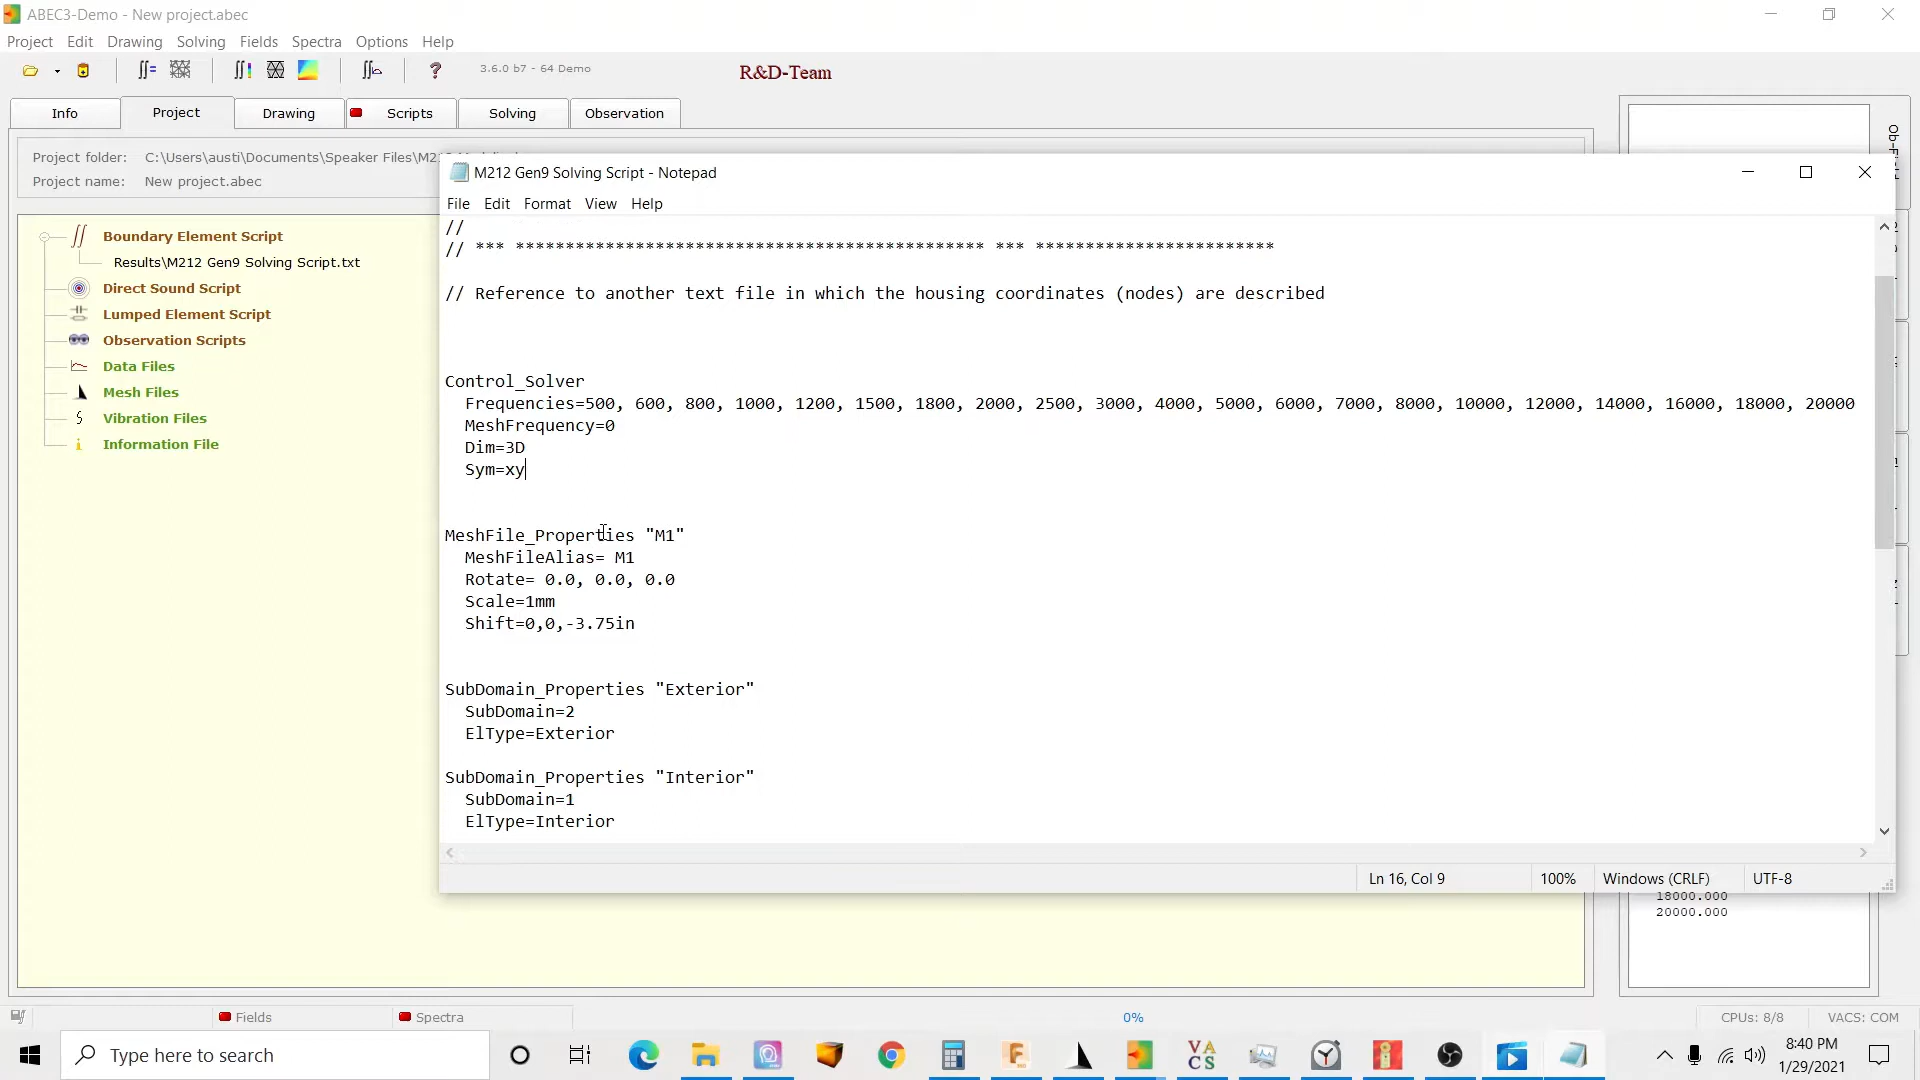 ABEC3-Demo - New project.abec
Project Edit Drawing Solving Fields Spectra Options Help
3.6.0 b7 - 64 Demo
R&D-Team
Info Project Drawing Scripts Solving Observation
Project folder: C:\Users\austi\Documents\Speaker Files\M2
Project name: New project.abec
Boundary Element Script
Results\M212 Gen9 Solving Script.txt
Direct Sound Script
Lumped Element Script
Observation Scripts
Data Files
Mesh Files
Vibration Files
Information File
M212 Gen9 Solving Script - Notepad
File Edit Format View Help
//
// *** *********************************************** *** ************************
// Reference to another text file in which the housing coordinates (nodes) are described
Control_Solver
Frequencies=500, 600, 800, 1000, 1200, 1500, 1800, 2000, 2500, 3000, 4000, 5000, 6000, 7000, 8000, 10000, 12000, 14000, 16000, 18000, 20000
MeshFrequency=0
Dim=3D
Sym=xy
MeshFile_Properties "M1"
MeshFileAlias= M1
Rotate= 0.0, 0.0, 0.0
Scale=1mm
Shift=0,0,-3.75in
SubDomain_Properties "Exterior"
SubDomain=2
ElType=Exterior
SubDomain_Properties "Interior"
SubDomain=1
ElType=Interior
Ln 16, Col 9 100% Windows (CRLF) UTF-8
18000.000
20000.000
Fields Spectra 0% CPUs: 8/8 VACS: COM
Type here to search
VACS
8:40 PM
1/29/2021